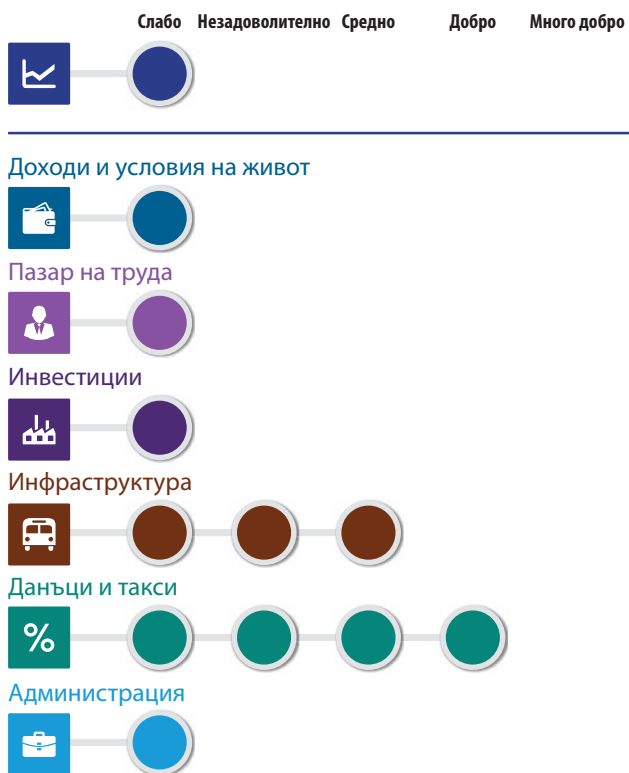 Слабо Незадоволително Средно Добро Много добро
Доходи и условия на живот
Пазар на труда
Инвестиции
Инфраструктура
Данъци и такси
%
Администрация